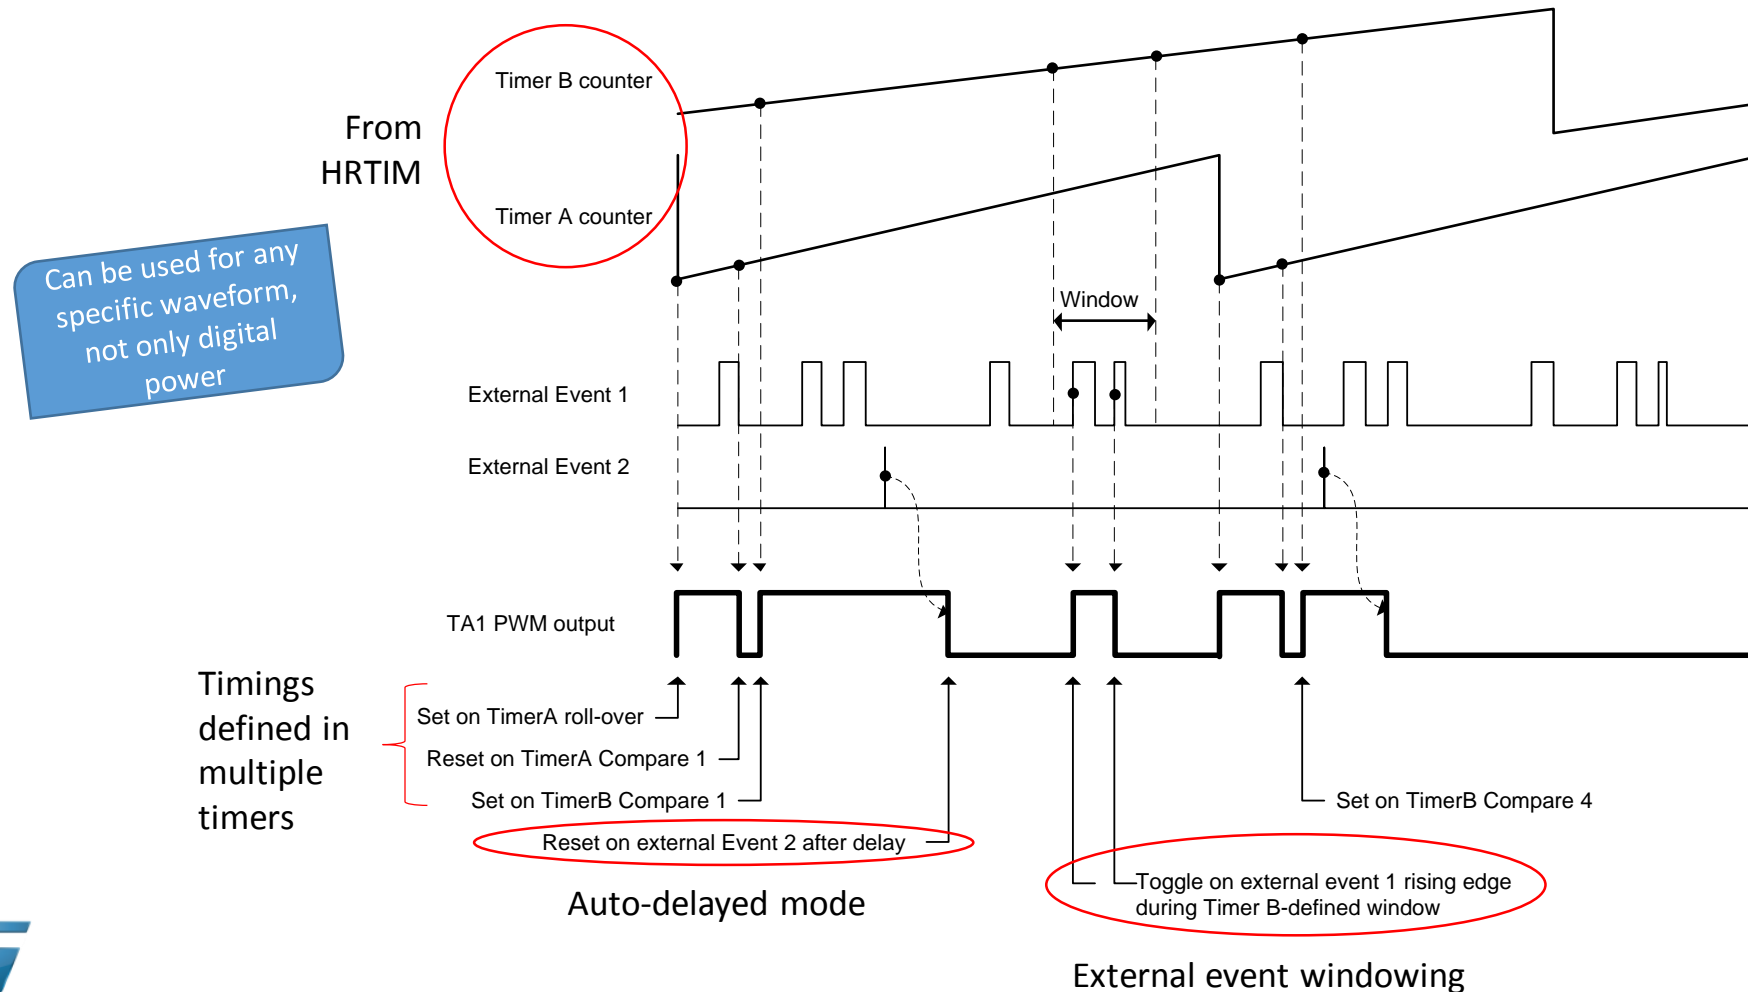 Timer B counter
From
HRTIM
Timer A counter
Can be used for any
specific waveform,
not only digital
power
Window
External Event 1
External Event 2
TA1 PWM output
Timings
defined in
multiple
timers
Set on TimerA roll-over
Reset on TimerA Compare 1
Set on TimerB Compare 1
Set on TimerB Compare 4
Reset on external Event 2 after delay
Toggle on external event 1 rising edge
during Timer B-defined window
Auto-delayed mode
External event windowing